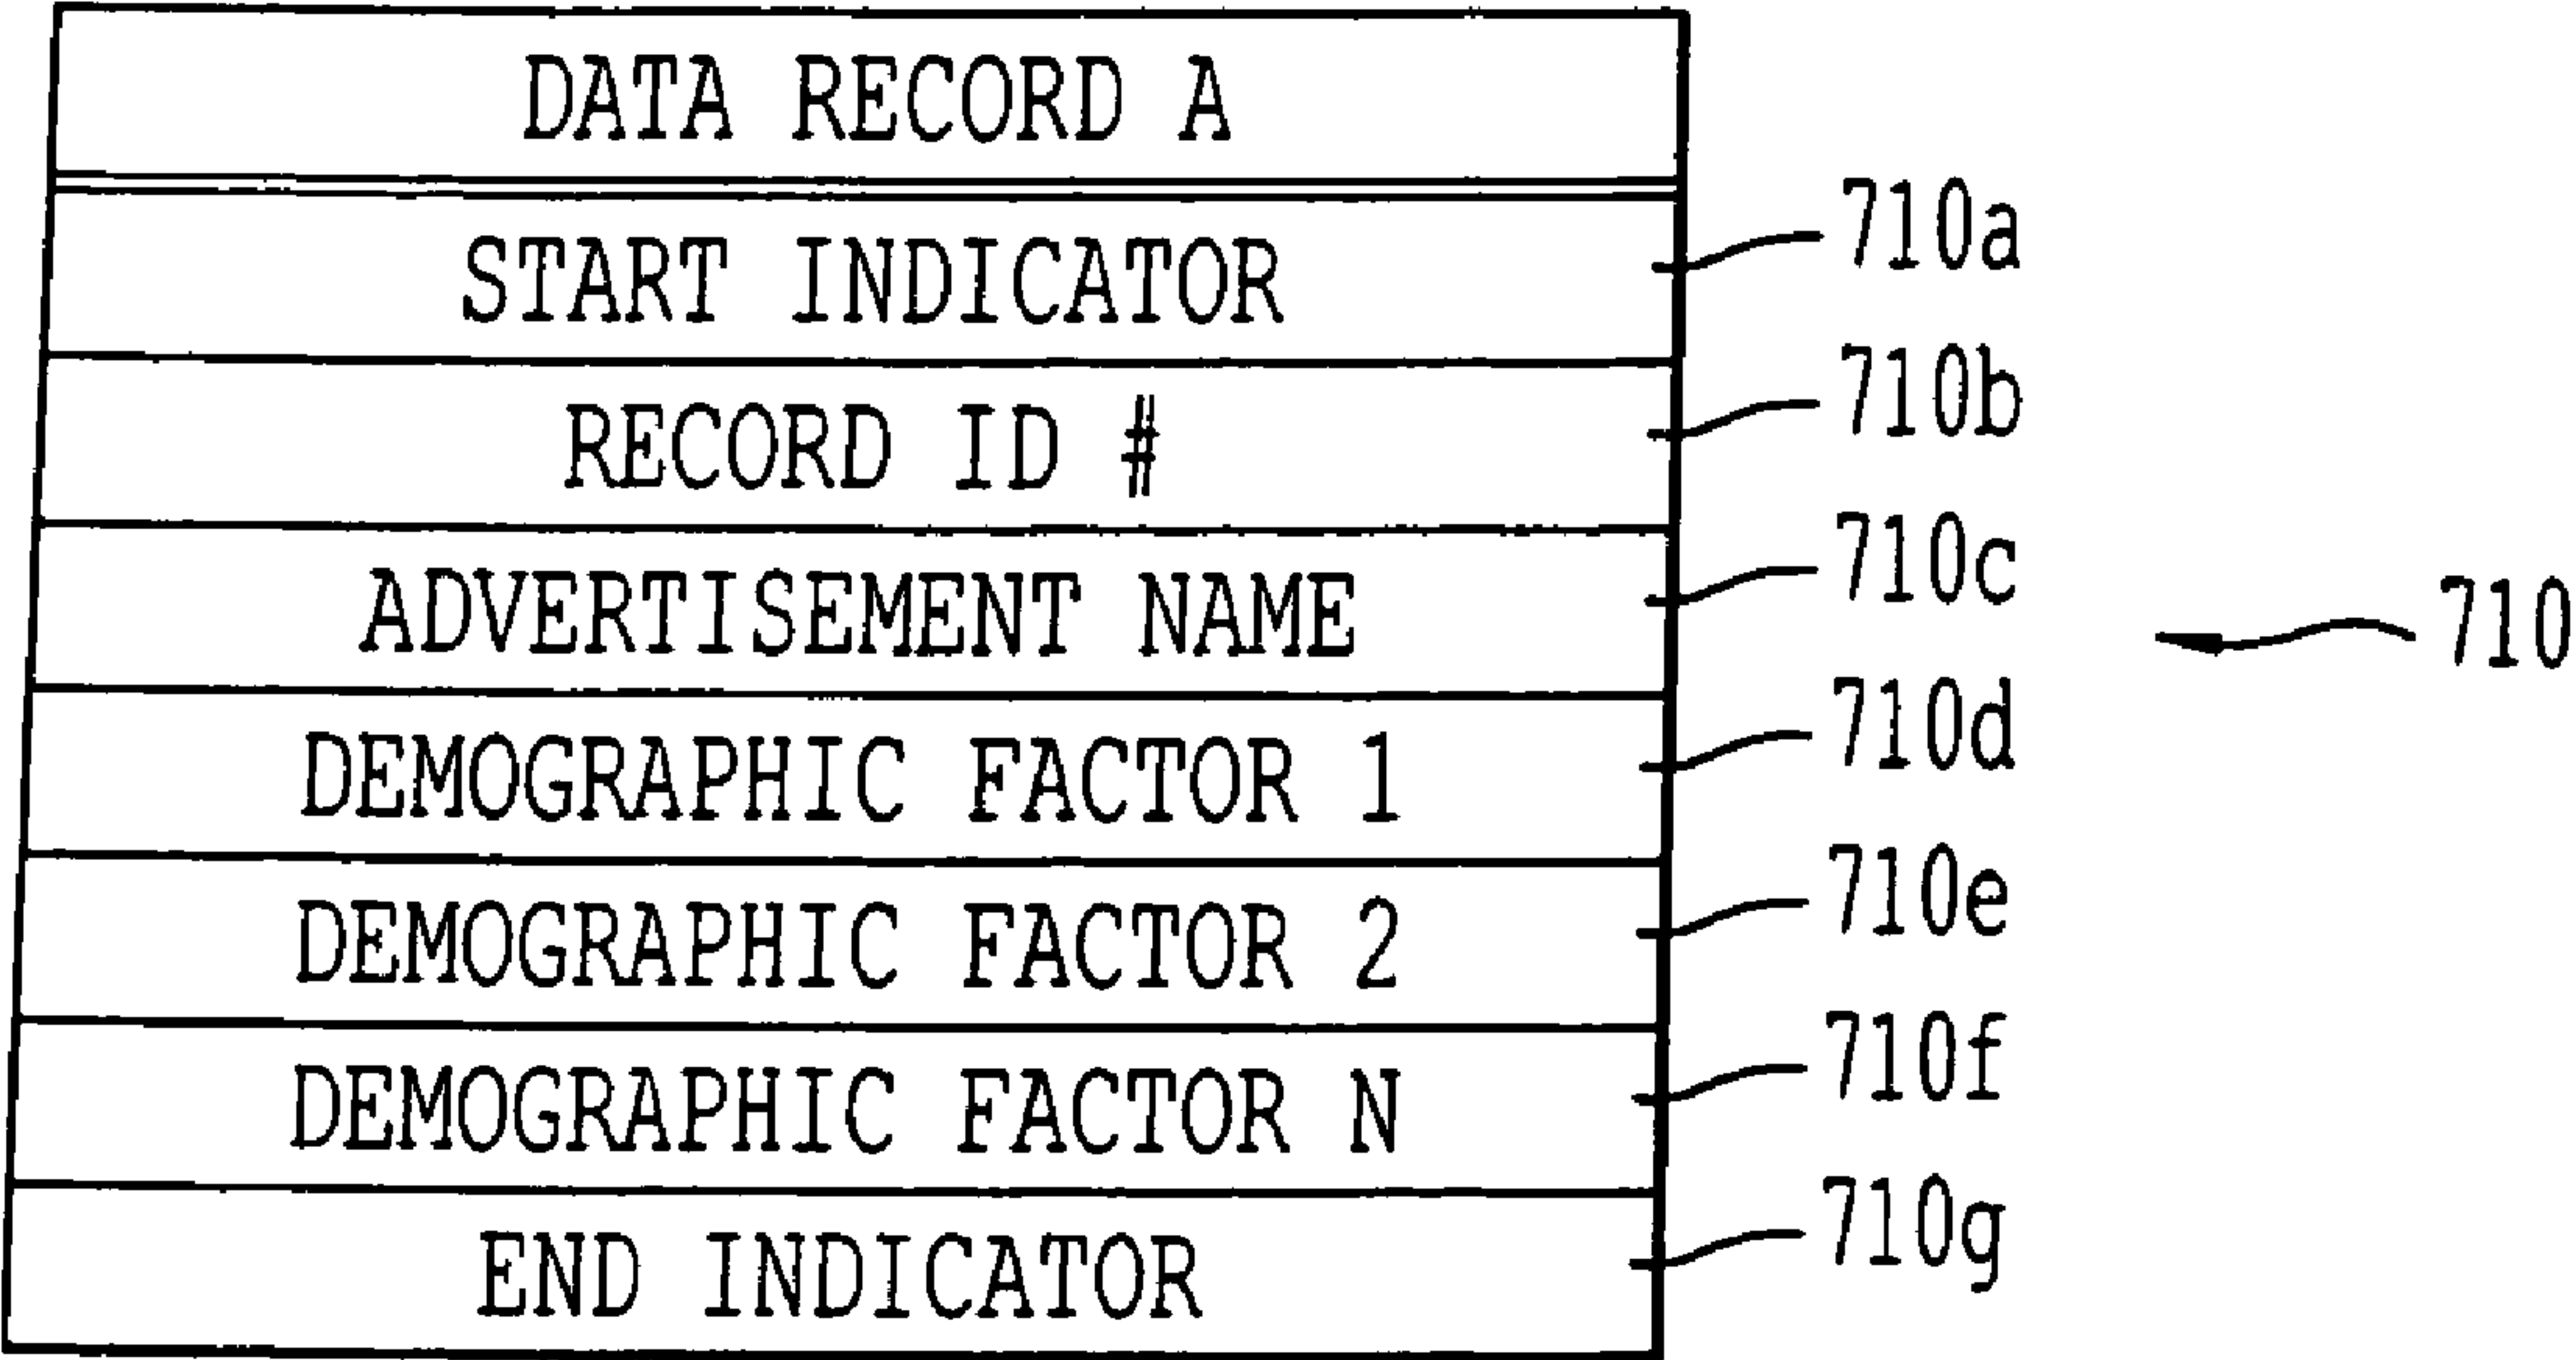 DATA RECORD A
START INDICATOR 710a
RECORD ID # 710b
ADVERTISEMENT NAME 710c
710
DEMOGRAPHIC FACTOR 1 710d
DEMOGRAPHIC FACTOR 2 710e
DEMOGRAPHIC FACTOR N 710f
END INDICATOR 710g